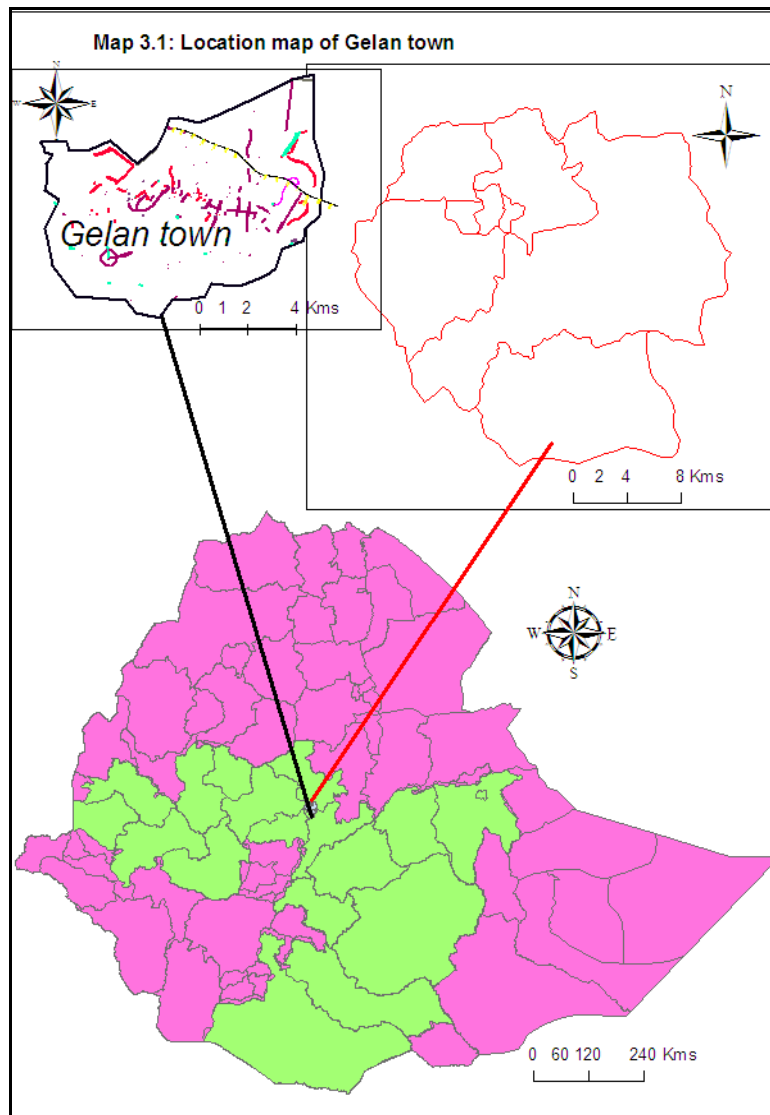 Map 3.1: Location map of Gelan town
N
W E
N
Gelan town
0 1 2 4 Kms
0 2 4 8 Kms
N
W E
S
0 60 120 240 Kms